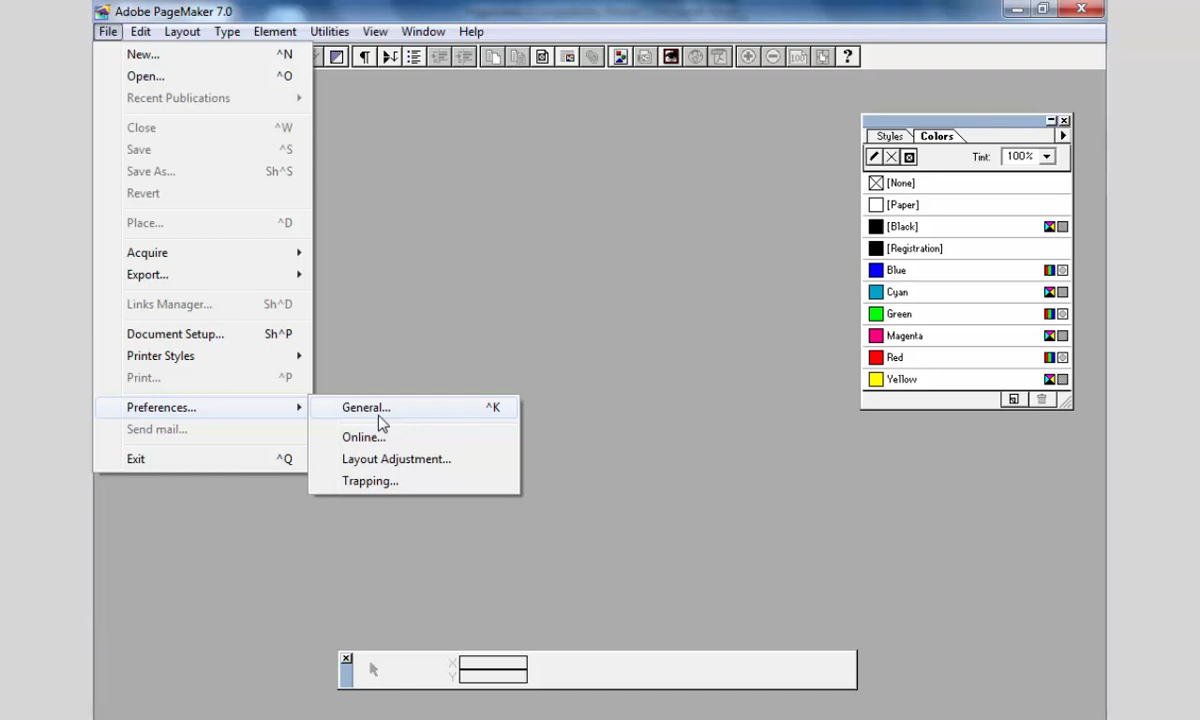 Adobe PageMaker 7.0
File Edit Layout Type Element Utilities View Window Help
New... ^N
Open... ^O
Recent Publications
Close ^W
Save ^S
Save As... Sh^S
Revert
Place... ^D
Acquire
Export...
Links Manager... Sh^D
Document Setup... Sh^P
Printer Styles
Print... ^P
Preferences...
Send mail...
Exit ^Q
General... ^K
Online...
Layout Adjustment...
Trapping...
Styles Colors
Tint: 100%
[None]
[Paper]
[Black]
[Registration]
Blue
Cyan
Green
Magenta
Red
Yellow
X
Y